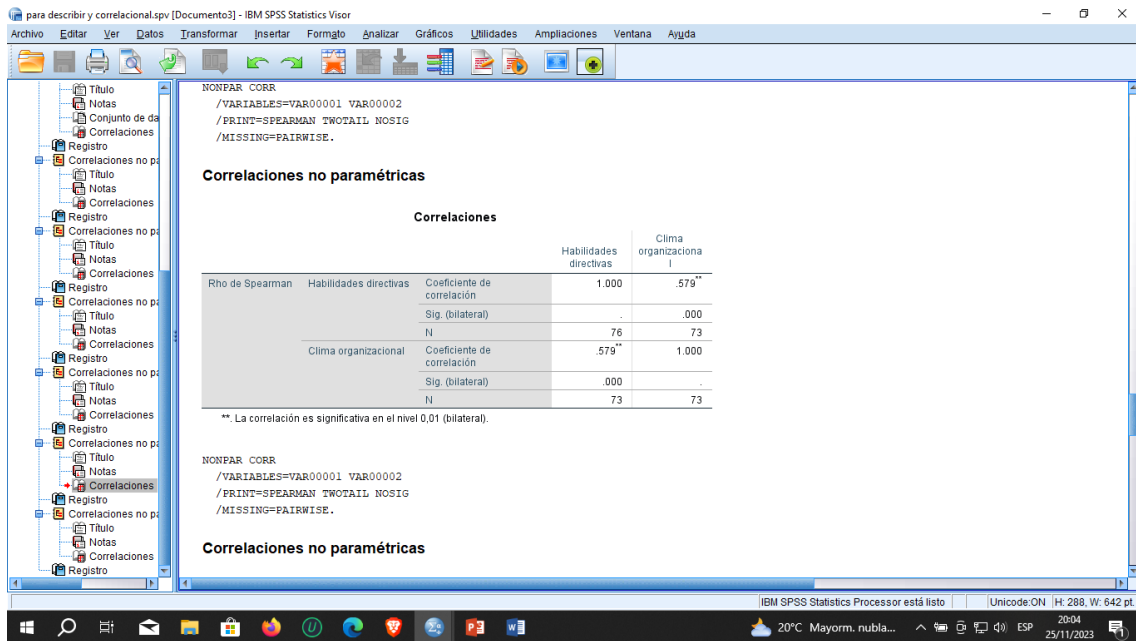 para describir y correlacional.spv [Documento3] - IBM SPSS Statistics Visor
Archivo Editar Ver Datos Transformar Insertar Formato Analizar Gráficos Utilidades Ampliaciones Ventana Ayuda
Título
Notas
Conjunto de da
Correlaciones
Registro
Correlaciones no pa
Título
Notas
Correlaciones
Registro
Correlaciones no pa
Título
Notas
Correlaciones
Registro
Correlaciones no pa
Título
Notas
Correlaciones
Registro
Correlaciones no pa
Título
Notas
Correlaciones
Registro
Correlaciones no pa
Título
Notas
Correlaciones
Registro
Correlaciones no pa
Título
Notas
Correlaciones
Registro
NONPAR CORR
/VARIABLES=VAR00001 VAR00002
/PRINT=SPEARMAN TWOTAIL NOSIG
/MISSING=PAIRWISE.
Correlaciones no paramétricas
Correlaciones
Habilidades directivas
Clima organizaciona l
Rho de Spearman Habilidades directivas Coeficiente de correlación 1.000 .579**
Sig. (bilateral) . .000
N 76 73
Clima organizacional Coeficiente de correlación .579** 1.000
Sig. (bilateral) .000 .
N 73 73
**. La correlación es significativa en el nivel 0,01 (bilateral).
NONPAR CORR
/VARIABLES=VAR00001 VAR00002
/PRINT=SPEARMAN TWOTAIL NOSIG
/MISSING=PAIRWISE.
Correlaciones no paramétricas
IBM SPSS Statistics Processor está listo Unicode:ON H: 288, W: 642 pt.
20°C Mayorm. nubla... ESP 20:04
25/11/2023